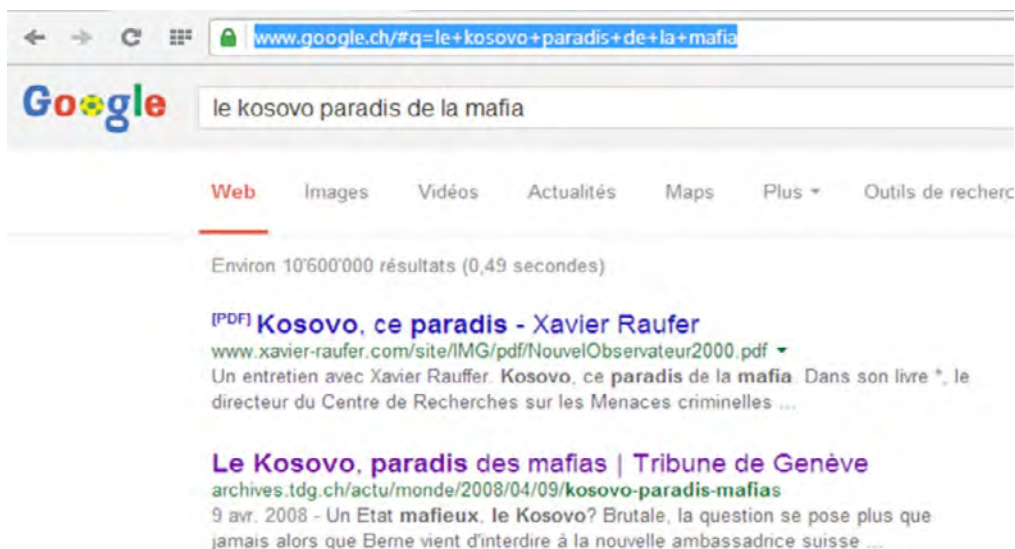 www.google.ch/#q=le+kosovo+paradis+de+la+mafia
Google
le kosovo paradis de la mafia
Web Images Vidéos Actualités Maps Plus Outils de recherc
Environ 10'600'000 résultats (0,49 secondes)
[PDF] Kosovo, ce paradis - Xavier Raufer
www.xavier-raufer.com/site/IMG/pdf/NouvelObservateur2000.pdf
Un entretien avec Xavier Rauffer. Kosovo, ce paradis de la mafia. Dans son livre *, le
directeur du Centre de Recherches sur les Menaces criminelles ...
Le Kosovo, paradis des mafias | Tribune de Genève
archives.tdg.ch/actu/monde/2008/04/09/kosovo-paradis-mafias
9 avr. 2008 - Un Etat mafieux, le Kosovo? Brutale, la question se pose plus que
jamais alors que Berne vient d'interdire à la nouvelle ambassadrice suisse ...